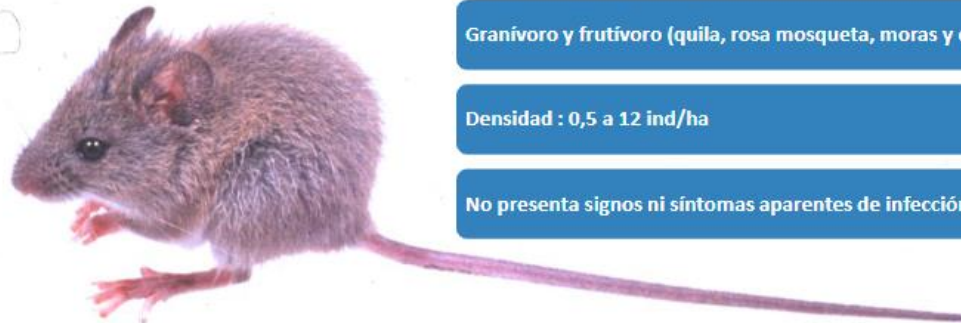 Granívoro y frutívoro (quila, rosa mosqueta, moras y
Densidad : 0,5 a 12 ind/ha
No presenta signos ni síntomas aparentes de infección